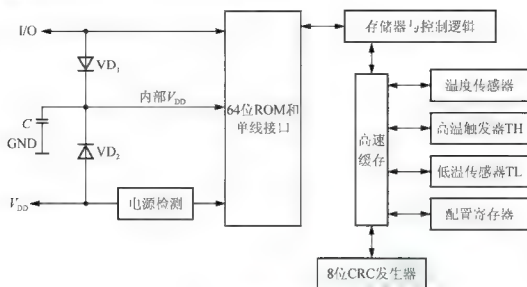 I/O
VD₁
内部V_DD
C
GND
VD₂
V_DD
电源检测
64位ROM和
单线接口
存储器与控制逻辑
高速
缓存
温度传感器
高温触发器TH
低温传感器TL
配置寄存器
8位CRC发生器